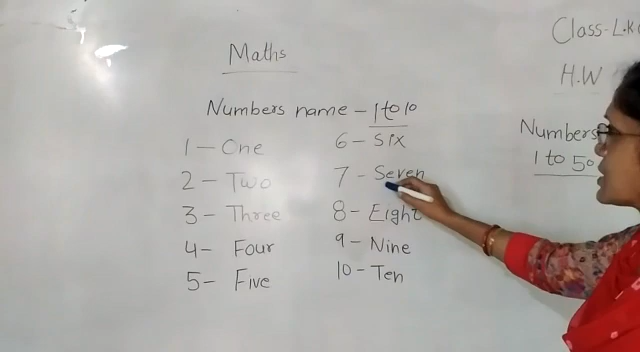 Maths
Numbers name - 1 to 10
1 - One
2 - Two
3 - Three
4 - Four
5 - Five
6 - Six
7 - Seven
8 - Eight
9 - Nine
10 - Ten
Class - L.K
H.W
Numbers
1 to 50